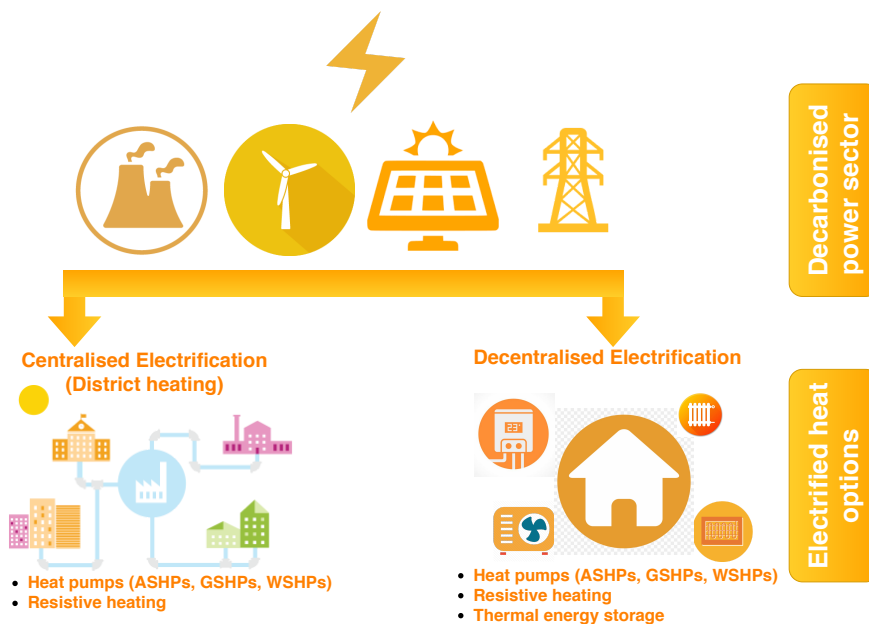 Decarbonised
power sector
Centralised Electrification
(District heating)
Decentralised Electrification
23°
Electrified heat
options
• Heat pumps (ASHPs, GSHPs, WSHPs)
• Resistive heating
• Heat pumps (ASHPs, GSHPs, WSHPs)
• Resistive heating
• Thermal energy storage